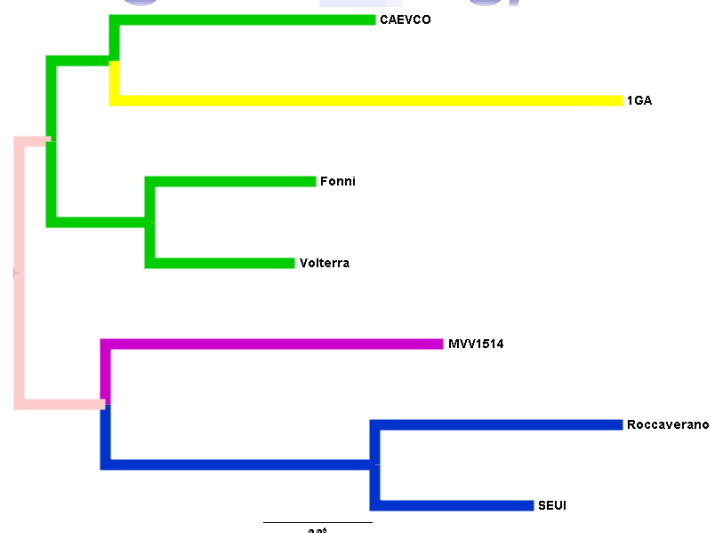 CAEVCO
1GA
Fonni
Volterra
MVV1514
Roccaverano
SEUI